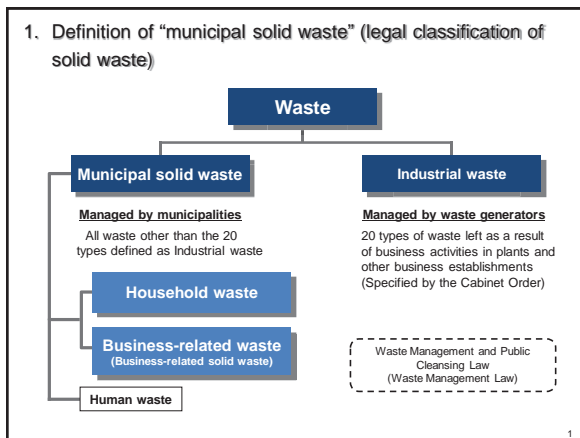 1. Definition of “municipal solid waste” (legal classification of
solid waste)
Waste
Municipal solid waste
Industrial waste
Managed by municipalities
All waste other than the 20
types defined as Industrial waste
Managed by waste generators
20 types of waste left as a result
of business activities in plants and
other business establishments
(Specified by the Cabinet Order)
Household waste
Business-related waste
(Business-related solid waste)
Waste Management and Public
Cleansing Law
(Waste Management Law)
Human waste
1